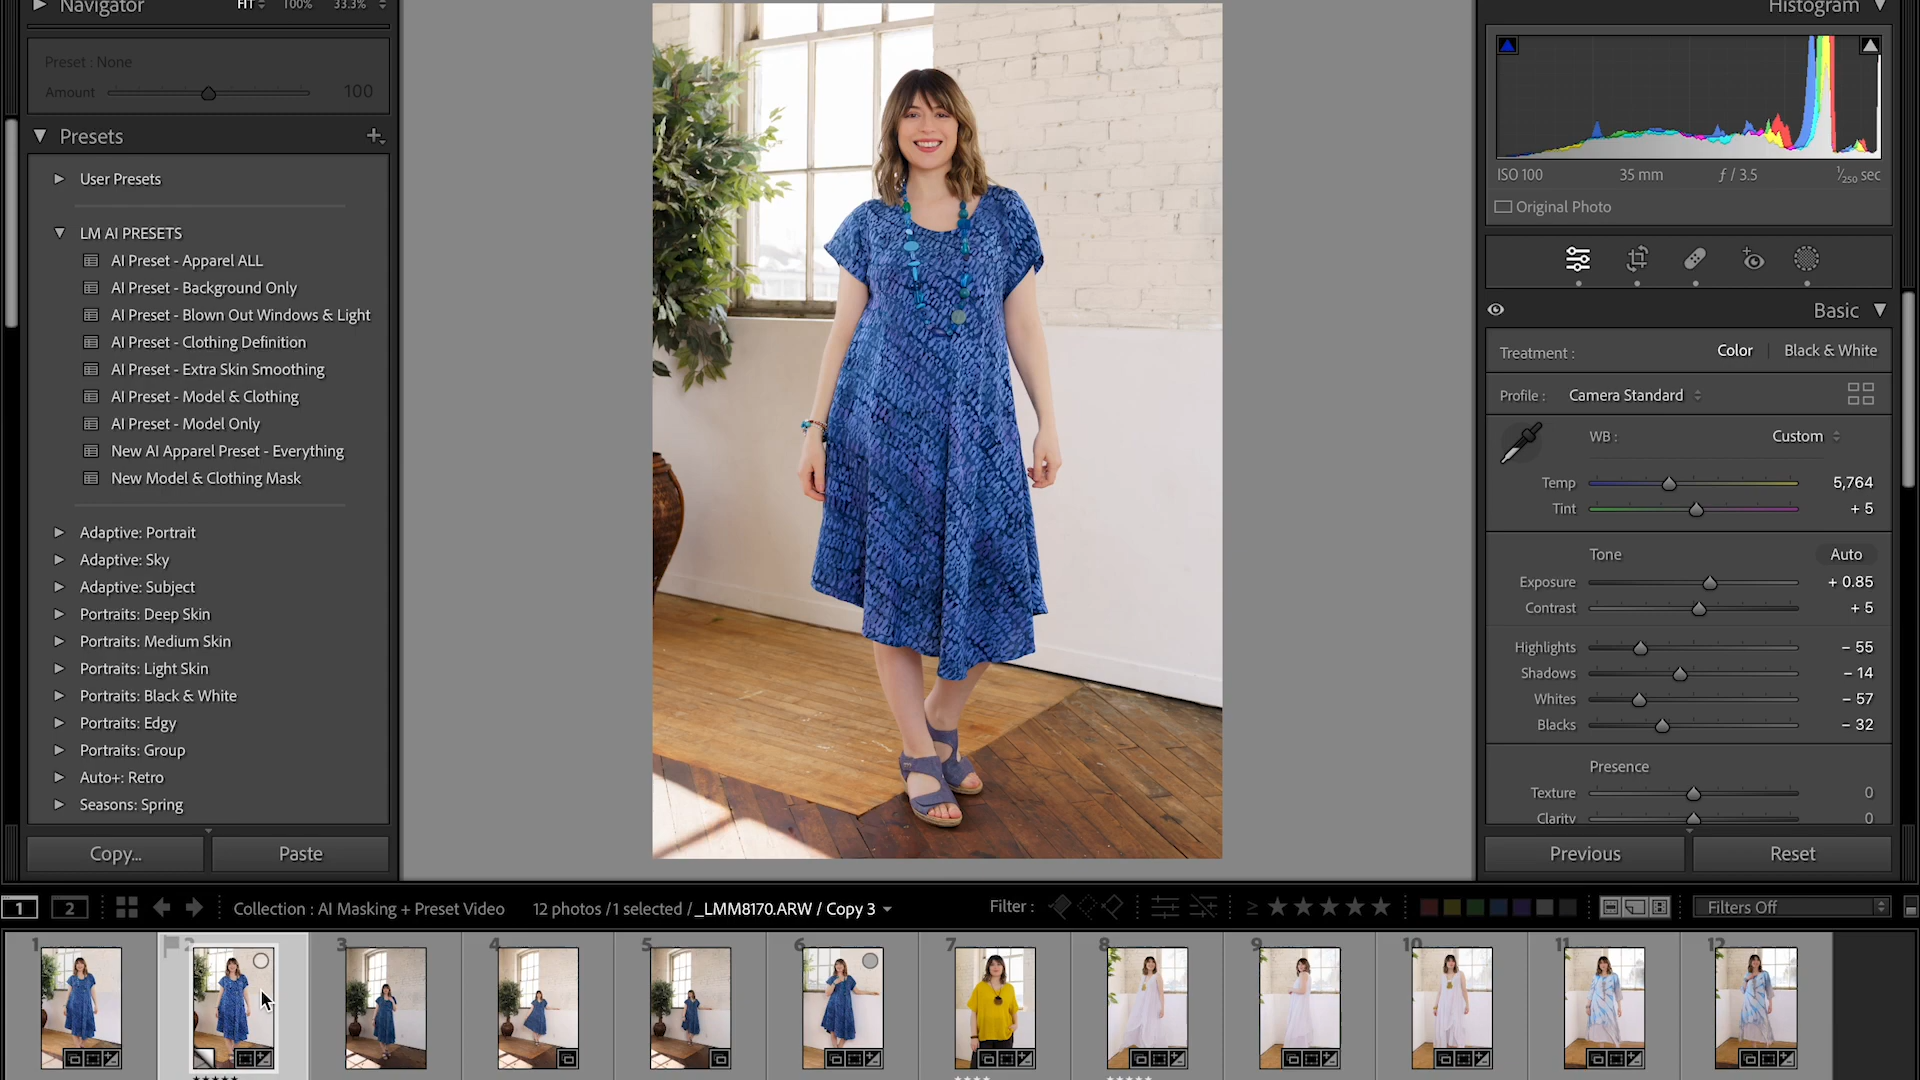 Navigator FIT 100% 33.3%
Preset : None
Amount 100
Presets
User Presets
LM AI PRESETS
AI Preset - Apparel ALL
AI Preset - Background Only
AI Preset - Blown Out Windows & Light
AI Preset - Clothing Definition
AI Preset - Extra Skin Smoothing
AI Preset - Model & Clothing
AI Preset - Model Only
New AI Apparel Preset - Everything
New Model & Clothing Mask
Adaptive: Portrait
Adaptive: Sky
Adaptive: Subject
Portraits: Deep Skin
Portraits: Medium Skin
Portraits: Light Skin
Portraits: Black & White
Portraits: Edgy
Portraits: Group
Auto+: Retro
Seasons: Spring
Copy... Paste
Histogram
ISO 100 35 mm ƒ / 3.5 1/250 sec
Original Photo
Basic
Treatment : Color Black & White
Profile : Camera Standard
WB : Custom
Temp 5,764
Tint + 5
Tone Auto
Exposure + 0.85
Contrast + 5
Highlights – 55
Shadows – 14
Whites – 57
Blacks – 32
Presence
Texture 0
Clarity 0
Previous Reset
1 2 Collection : AI Masking + Preset Video 12 photos / 1 selected / _LMM8170.ARW / Copy 3 Filter : Filters Off
1 2 3 4 5 6 7 8 9 10 11 12